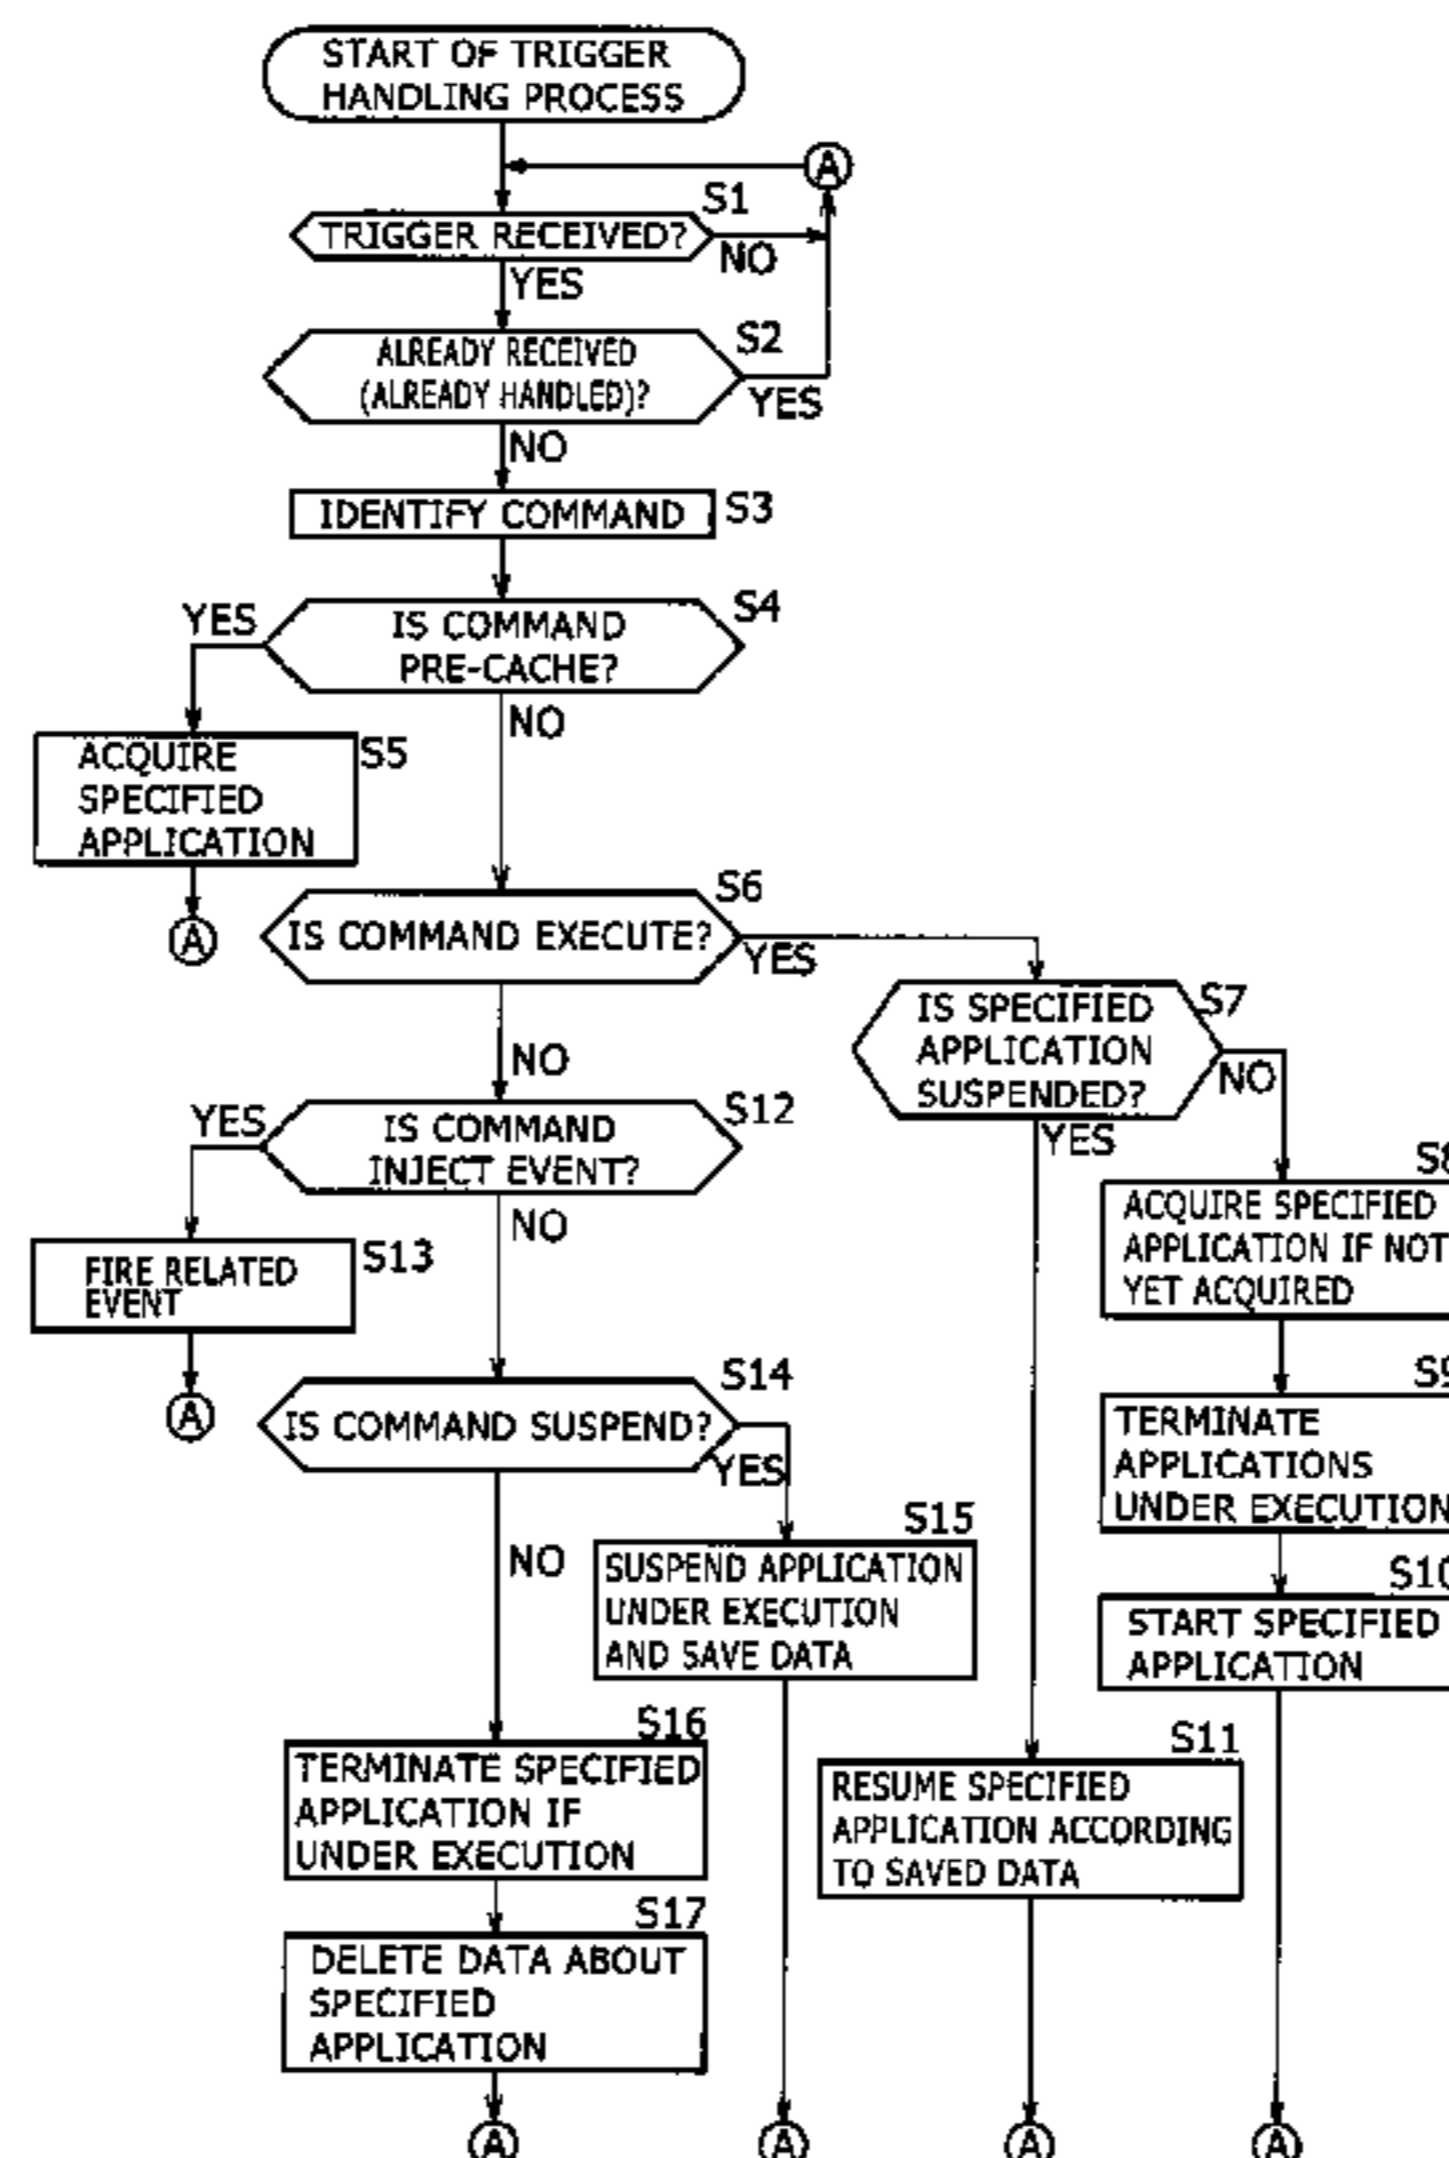 START OF TRIGGER
HANDLING PROCESS
A
S1
TRIGGER RECEIVED?
NO
YES
S2
ALREADY RECEIVED
(ALREADY HANDLED)?
YES
NO
IDENTIFY COMMAND
S3
S4
YES
IS COMMAND
PRE-CACHE?
NO
S5
ACQUIRE
SPECIFIED
APPLICATION
A
S6
IS COMMAND EXECUTE?
YES
NO
S7
IS SPECIFIED
APPLICATION
SUSPENDED?
NO
YES
S8
ACQUIRE SPECIFIED
APPLICATION IF NOT
YET ACQUIRED
S9
TERMINATE
APPLICATIONS
UNDER EXECUTION
S10
START SPECIFIED
APPLICATION
S12
YES
IS COMMAND
INJECT EVENT?
NO
S13
FIRE RELATED
EVENT
A
S14
IS COMMAND SUSPEND?
YES
NO
S15
SUSPEND APPLICATION
UNDER EXECUTION
AND SAVE DATA
S16
TERMINATE SPECIFIED
APPLICATION IF
UNDER EXECUTION
S11
RESUME SPECIFIED
APPLICATION ACCORDING
TO SAVED DATA
S17
DELETE DATA ABOUT
SPECIFIED
APPLICATION
A
A
A
A